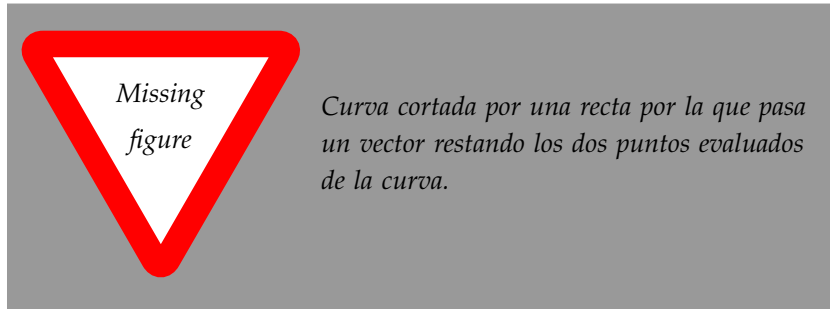 Missing
figure
Curva cortada por una recta por la que pasa
un vector restando los dos puntos evaluados
de la curva.